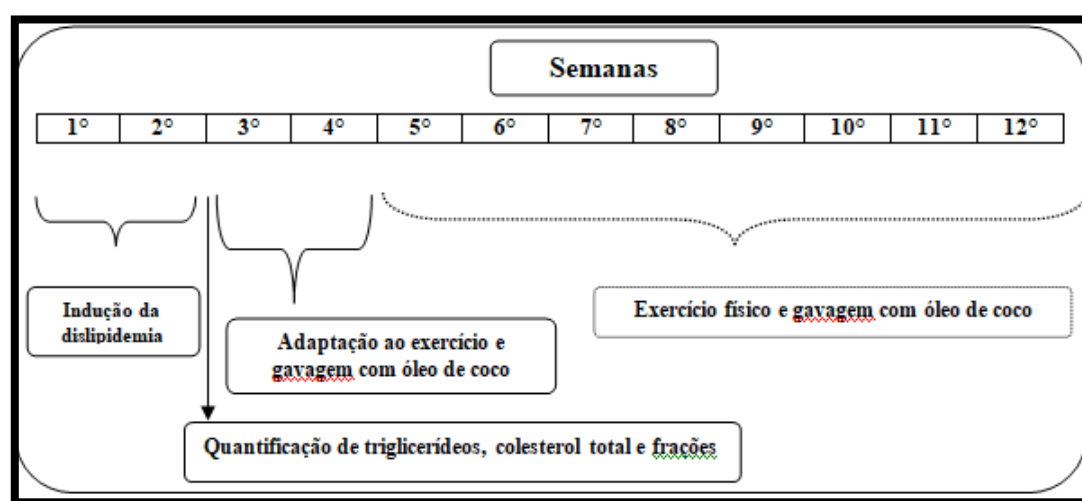 Semanas
1° 2° 3° 4° 5° 6° 7° 8° 9° 10° 11° 12°
Indução da
dislipidemia
Adaptação ao exercício e
gavagem com óleo de coco
Exercício físico e gavagem com óleo de coco
Quantificação de triglicerídeos, colesterol total e frações